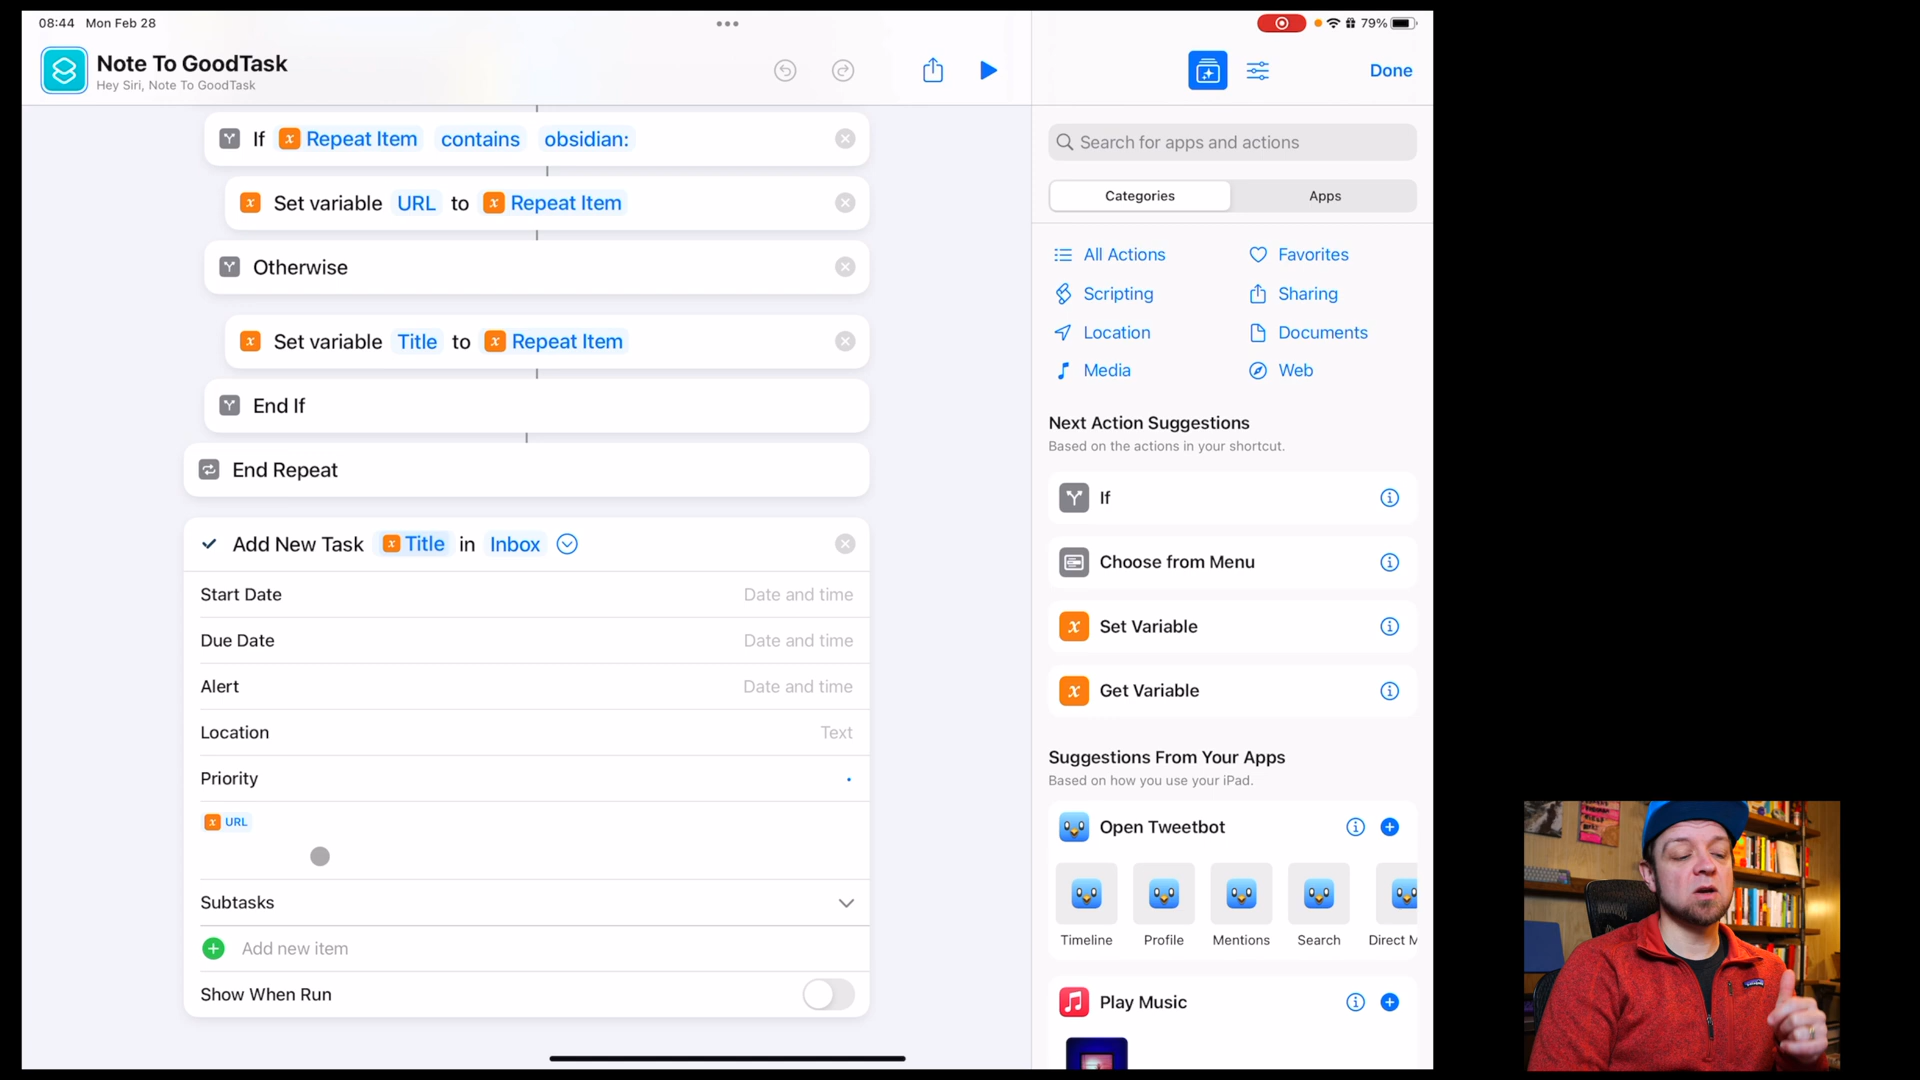 08:44 Mon Feb 28
79%
Note To GoodTask
Hey Siri, Note To GoodTask
Done
If Repeat Item contains obsidian:
Set variable URL to Repeat Item
Otherwise
Set variable Title to Repeat Item
End If
End Repeat
Add New Task Title in Inbox
Start Date Date and time
Due Date Date and time
Alert Date and time
Location Text
Priority
URL
Subtasks
Add new item
Show When Run
Search for apps and actions
Categories Apps
All Actions Favorites
Scripting Sharing
Location Documents
Media Web
Next Action Suggestions
Based on the actions in your shortcut.
If
Choose from Menu
Set Variable
Get Variable
Suggestions From Your Apps
Based on how you use your iPad.
Open Tweetbot
Timeline Profile Mentions Search Direct M
Play Music